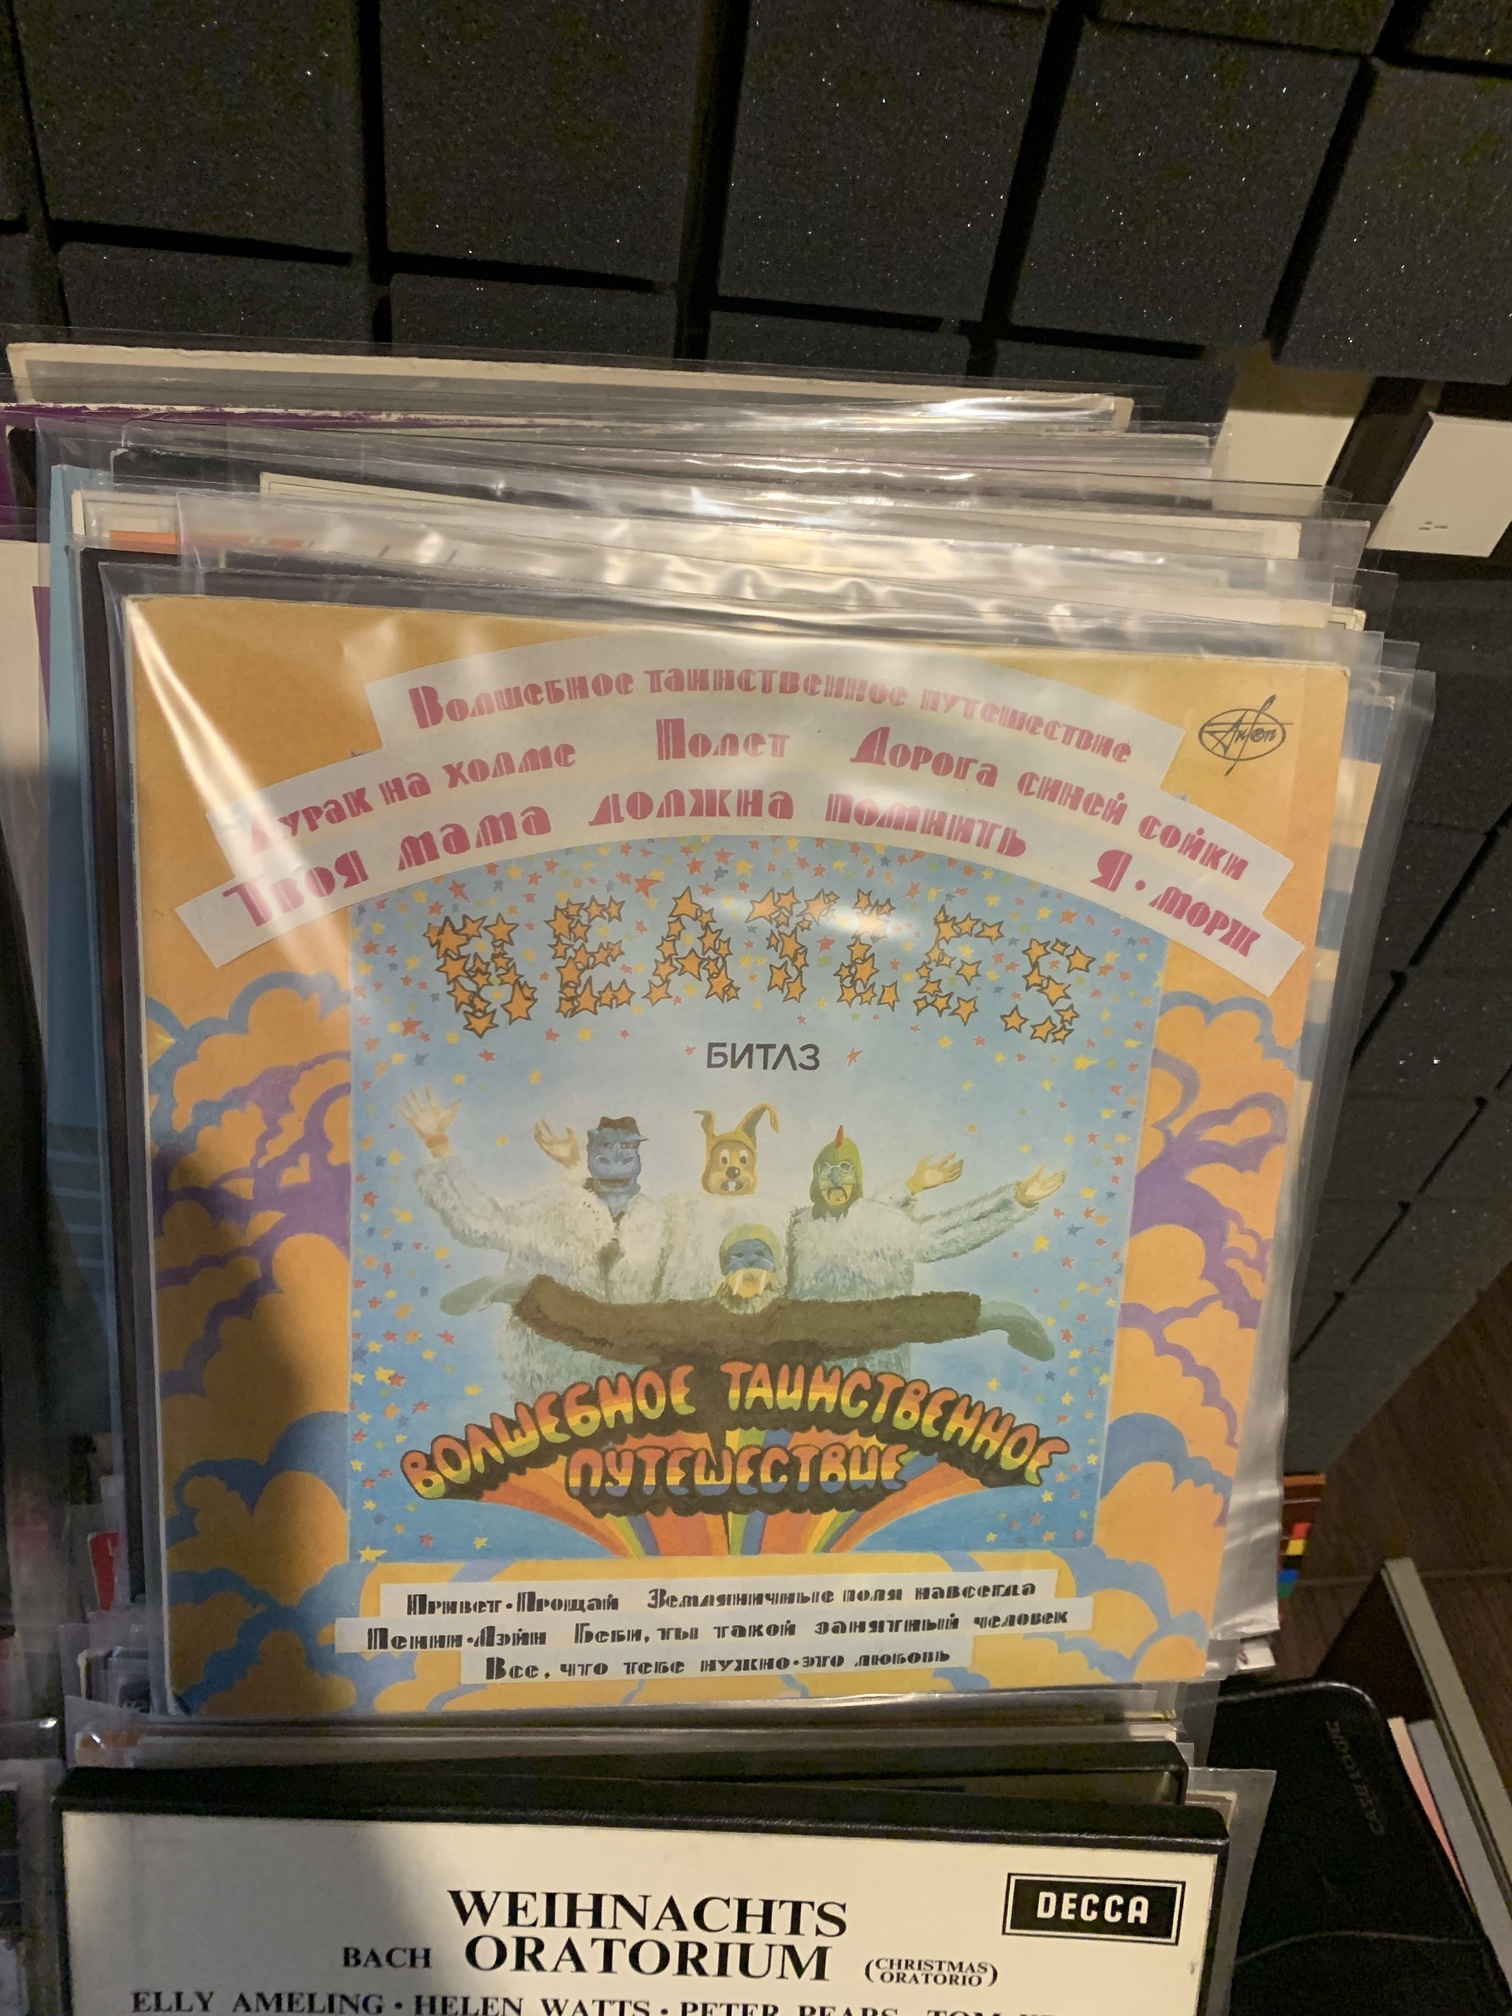 Волшебное таинственное путешествие
Дурак на холме Полет Дорога синей сойки
Твоя мама должна помнить Я·морж
Антроп
BEATLES
БИТЛЗ
ВОЛШЕБНОЕ ТАИНСТВЕННОЕ
ПУТЕШЕСТВИЕ
Привет·Прощай Земляничные поля навсегда
Пенни·Лэйн Беби, ты такой занятный человек
Все, что тебе нужно·это любовь
DECCA
WEIHNACHTS
BACH ORATORIUM (CHRISTMAS ORATORIO)
ELLY AMELING · HELEN WATTS · PETER PEARS